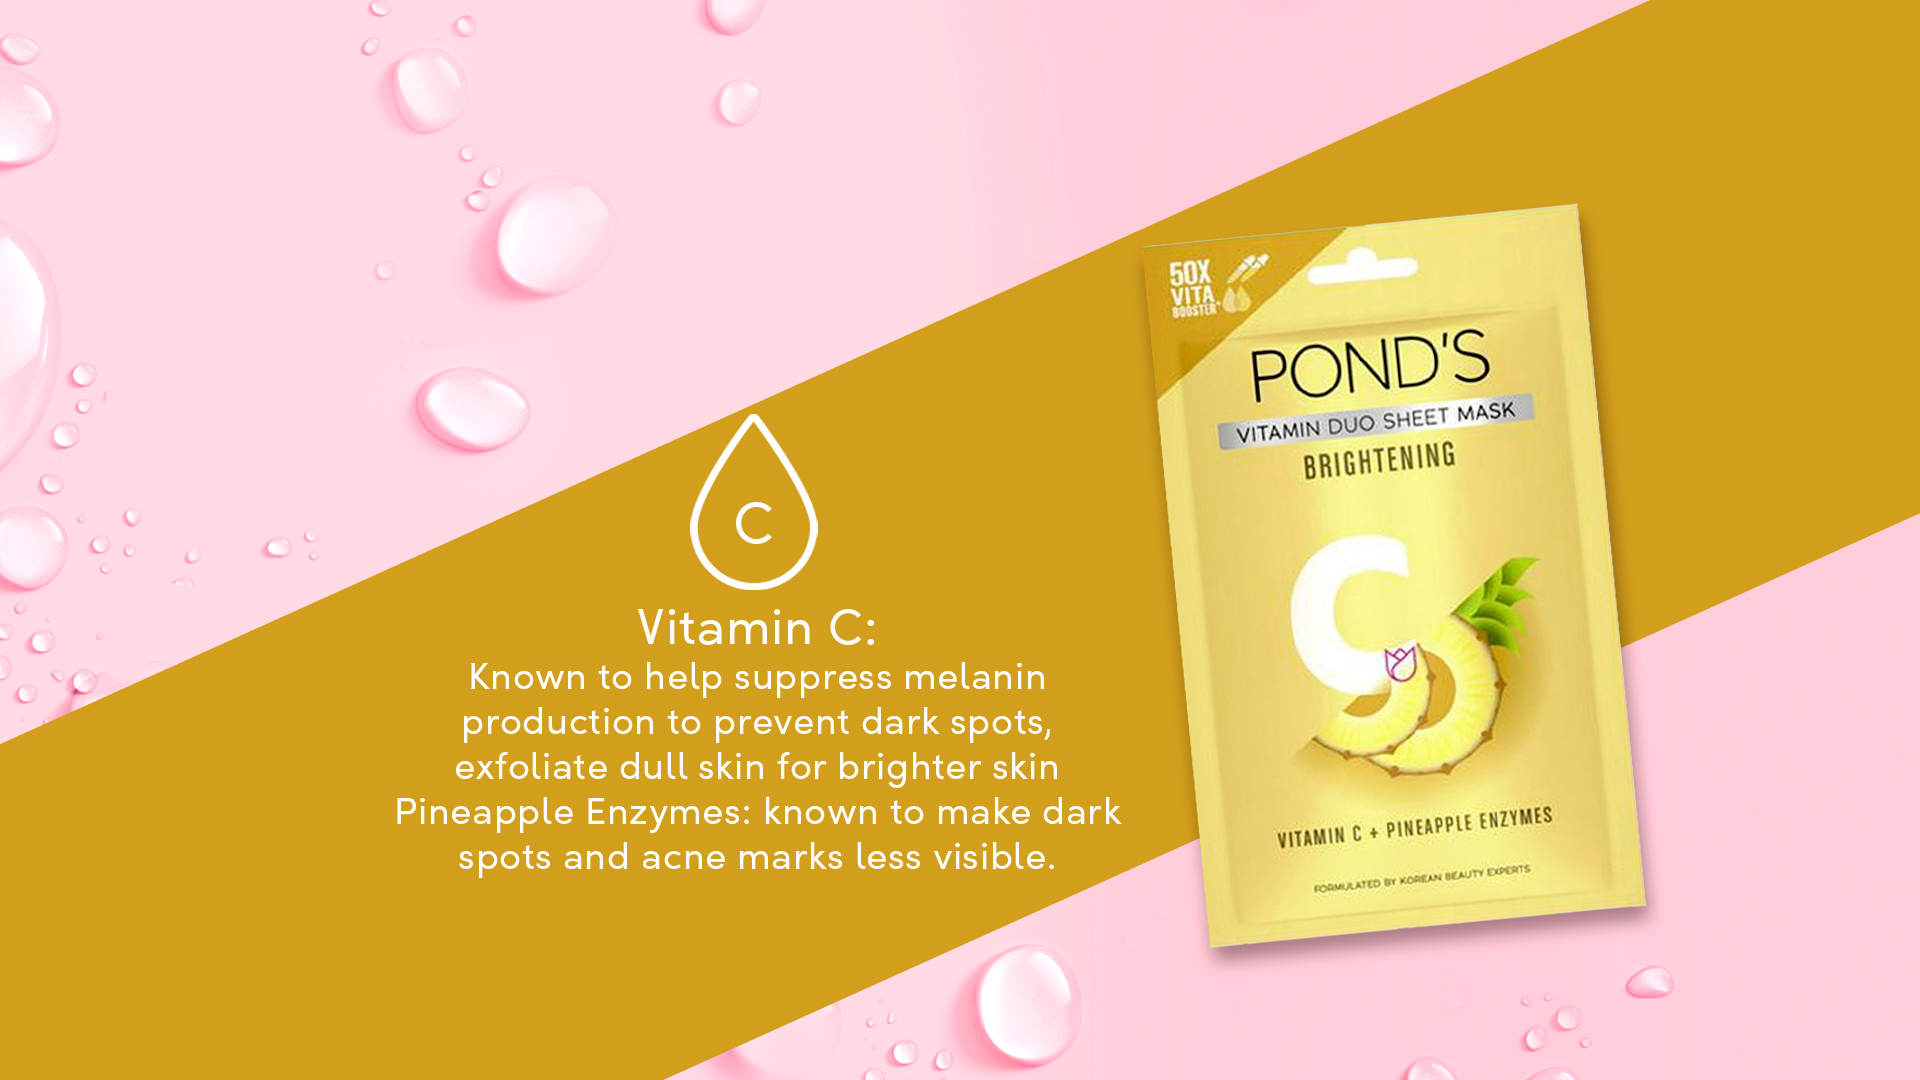 C
Vitamin C:
Known to help suppress melanin
production to prevent dark spots,
exfoliate dull skin for brighter skin
Pineapple Enzymes: known to make dark
spots and acne marks less visible.
50X
VITA
BOOSTER*
POND'S
VITAMIN DUO SHEET MASK
BRIGHTENING
C
VITAMIN C + PINEAPPLE ENZYMES
FORMULATED BY KOREAN BEAUTY EXPERTS